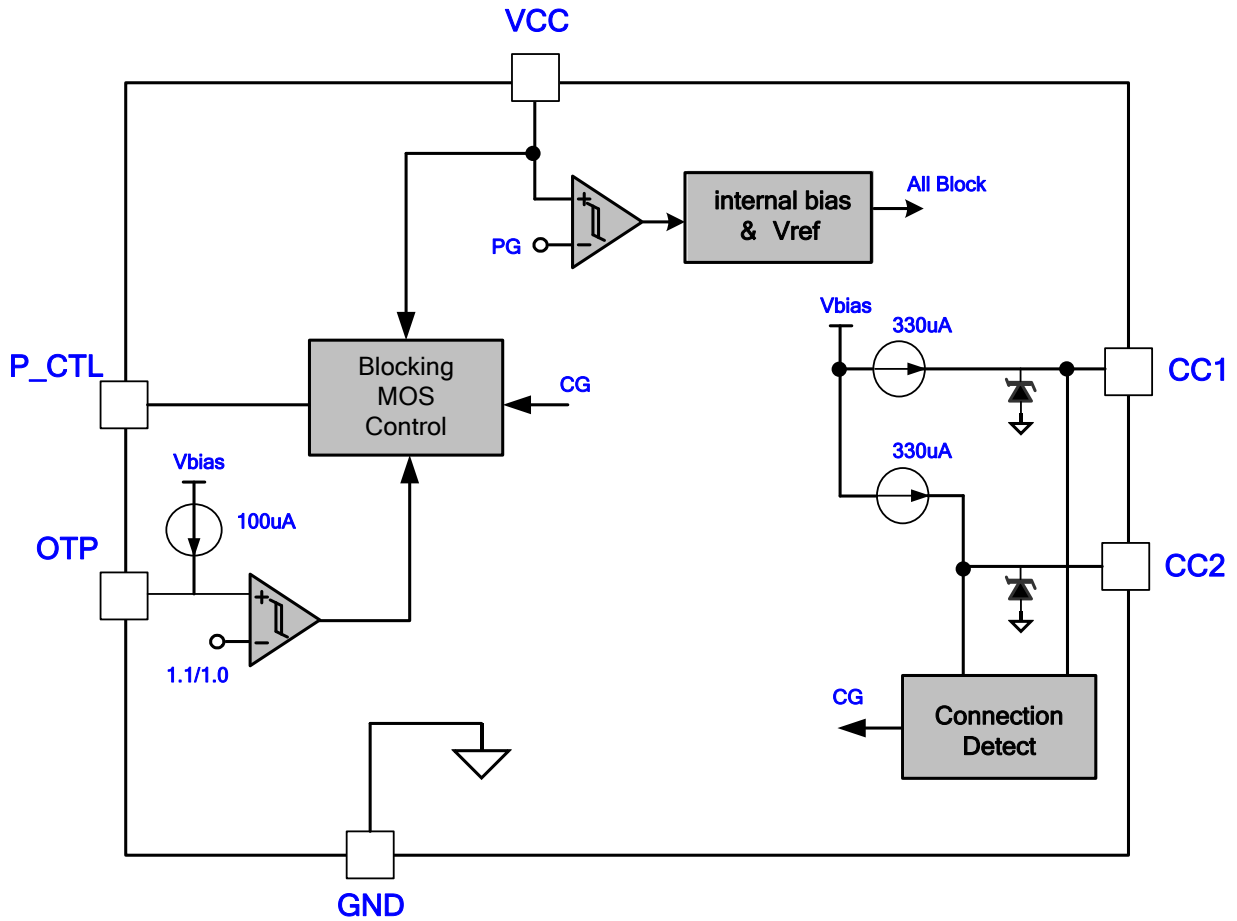 VCC
All Block
internal bias
& Vref
+
PG
−
Vbias
330uA
P_CTL
Blocking
MOS
Control
CG
CC1
330uA
Vbias
100uA
OTP
CC2
+
−
1.1/1.0
CG
Connection
Detect
GND